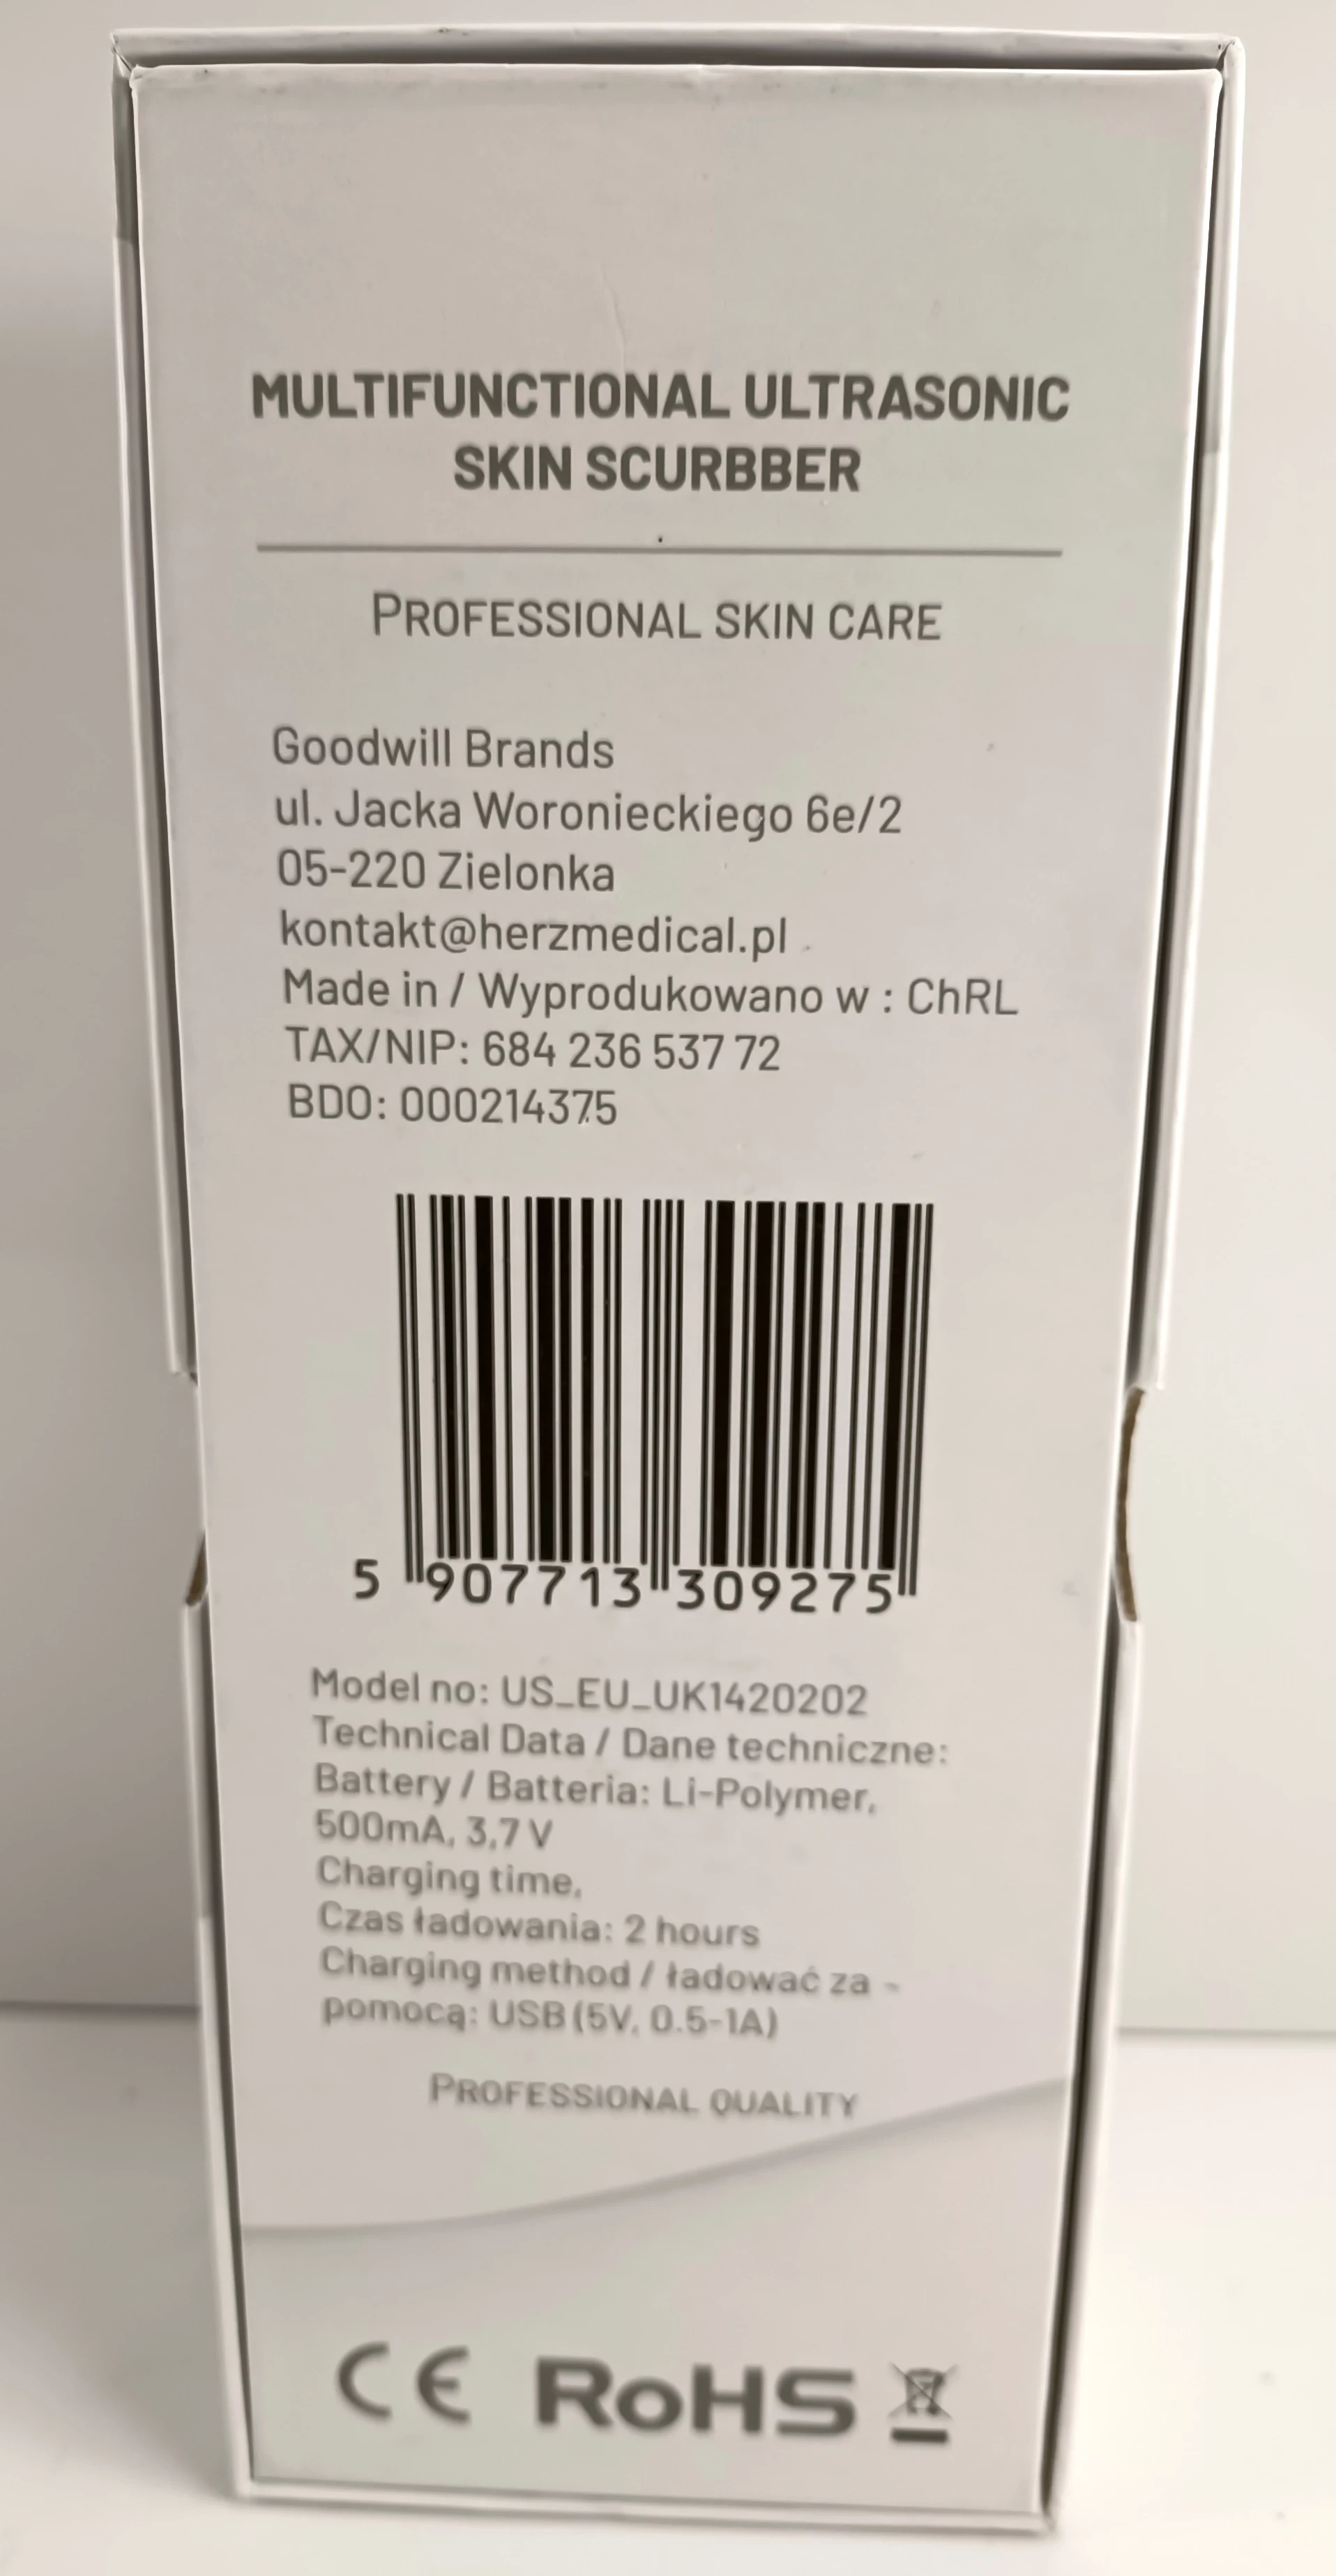 MULTIFUNCTIONAL ULTRASONIC
SKIN SCURBBER
PROFESSIONAL SKIN CARE
Goodwill Brands
ul. Jacka Woronieckiego 6e/2
05-220 Zielonka
kontakt@herzmedical.pl
Made in / Wyprodukowano w : ChRL
TAX/NIP: 684 236 537 72
BDO: 000214375
5 907713 309275
Model no: US_EU_UK1420202
Technical Data / Dane techniczne:
Battery / Batteria: Li-Polymer,
500mA, 3,7 V
Charging time,
Czas ładowania: 2 hours
Charging method / ładować za -
pomocą: USB (5V, 0.5-1A)
PROFESSIONAL QUALITY
CE RoHS